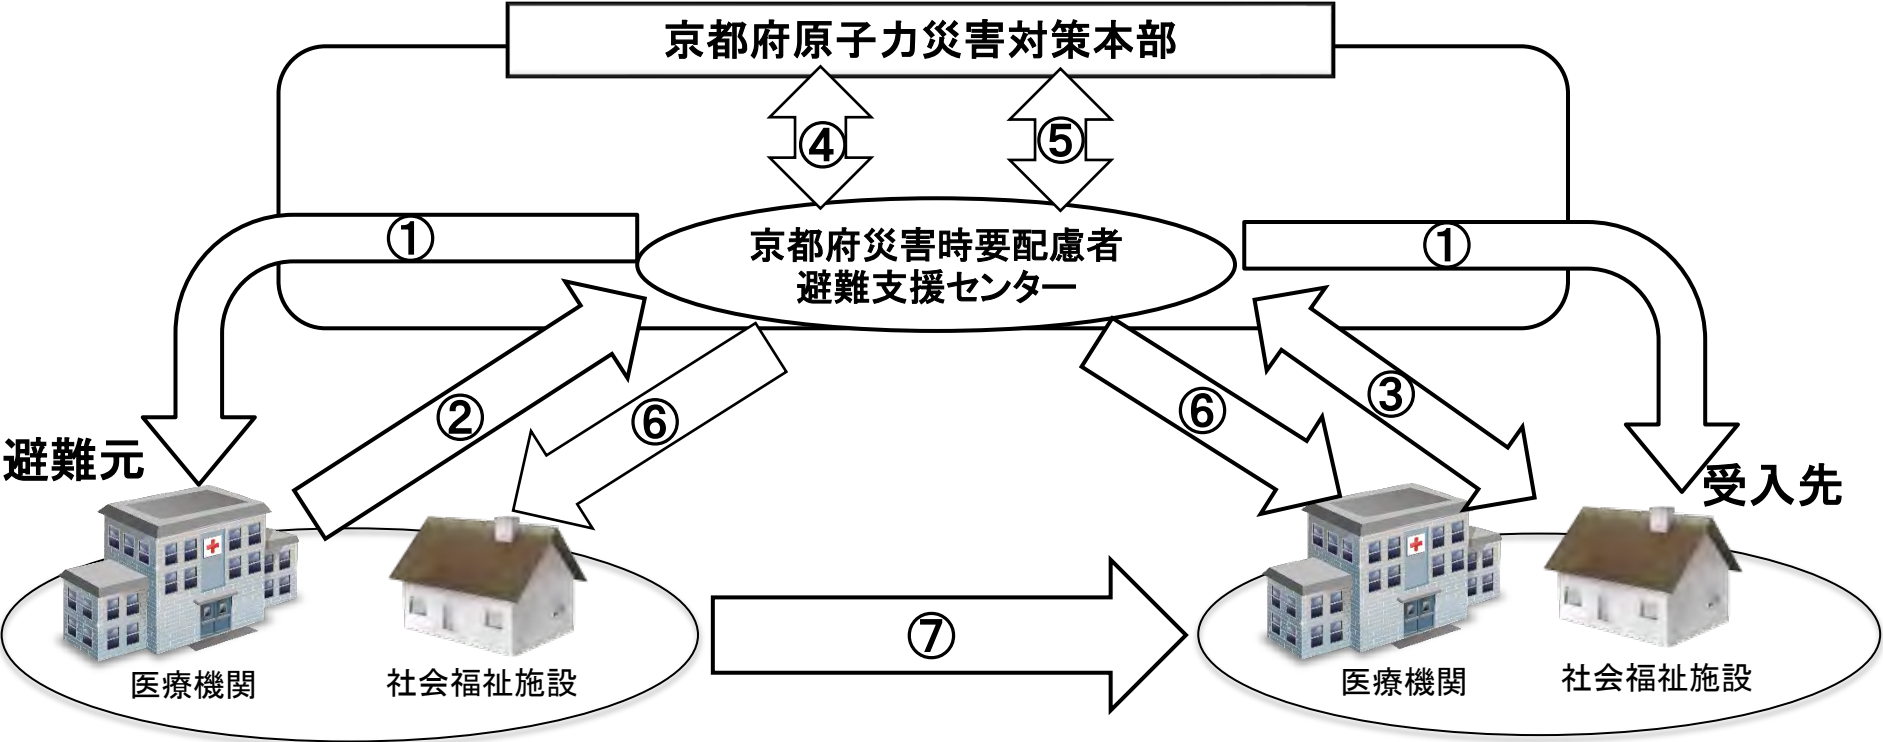 京都府原子力災害対策本部
④
⑤
①
京都府災害時要配慮者
避難支援センター
①
②
⑥
⑥
③
避難元
受入先
⑦
医療機関
社会福祉施設
医療機関
社会福祉施設